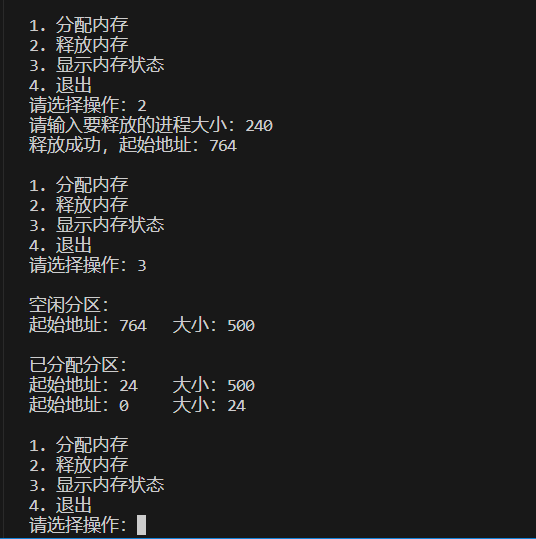 1. 分配内存
2. 释放内存
3. 显示内存状态
4. 退出
请选择操作：2
请输入要释放的进程大小：240
释放成功，起始地址：764
1. 分配内存
2. 释放内存
3. 显示内存状态
4. 退出
请选择操作：3
空闲分区：
起始地址：764 大小：500
已分配分区：
起始地址：24 大小：500
起始地址：0 大小：24
1. 分配内存
2. 释放内存
3. 显示内存状态
4. 退出
请选择操作：